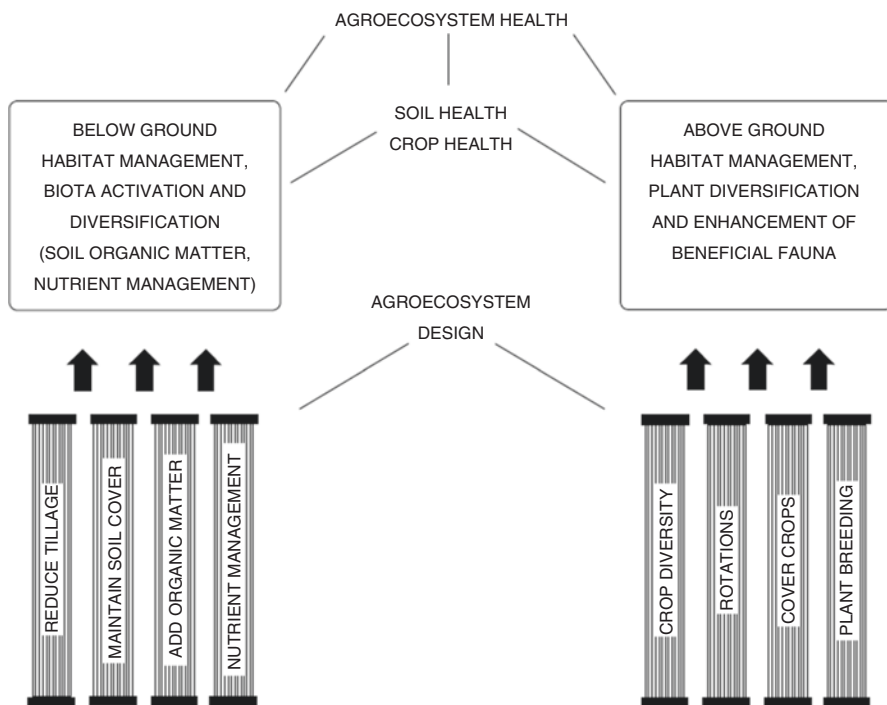 AGROECOSYSTEM HEALTH
BELOW GROUND
HABITAT MANAGEMENT,
BIOTA ACTIVATION AND
DIVERSIFICATION
(SOIL ORGANIC MATTER,
NUTRIENT MANAGEMENT)
SOIL HEALTH
CROP HEALTH
ABOVE GROUND
HABITAT MANAGEMENT,
PLANT DIVERSIFICATION
AND ENHANCEMENT OF
BENEFICIAL FAUNA
AGROECOSYSTEM
DESIGN
REDUCE TILLAGE
MAINTAIN SOIL COVER
ADD ORGANIC MATTER
NUTRIENT MANAGEMENT
CROP DIVERSITY
ROTATIONS
COVER CROPS
PLANT BREEDING